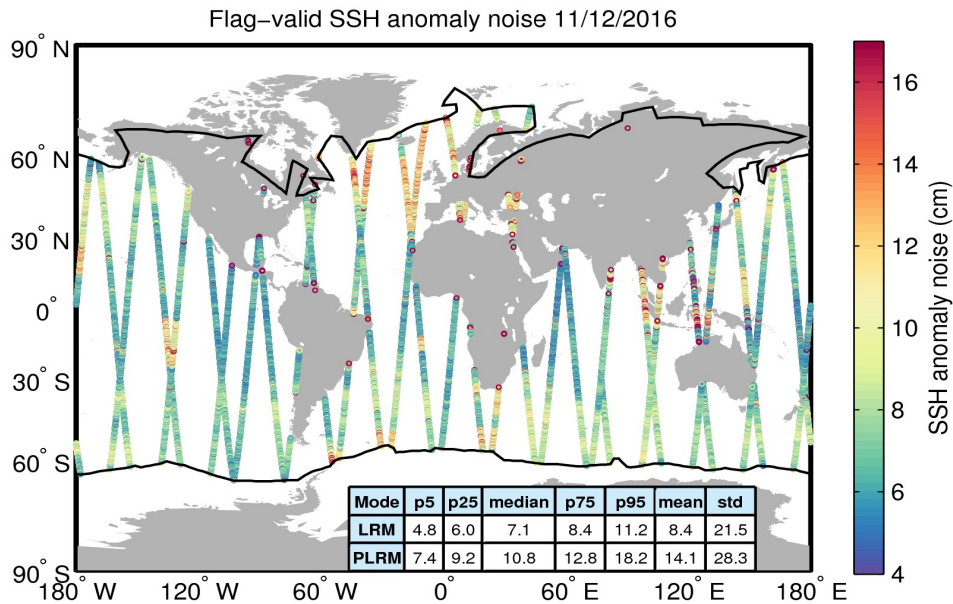 Flag-valid SSH anomaly noise 11/12/2016
90° N
60° N
30° N
0°
30° S
60° S
90° S
180° W
120° W
60° W
0°
60° E
120° E
180° E
Mode p5 p25 median p75 p95 mean std
LRM 4.8 6.0 7.1 8.4 11.2 8.4 21.5
PLRM 7.4 9.2 10.8 12.8 18.2 14.1 28.3
16
14
12
10
8
6
4
SSH anomaly noise (cm)